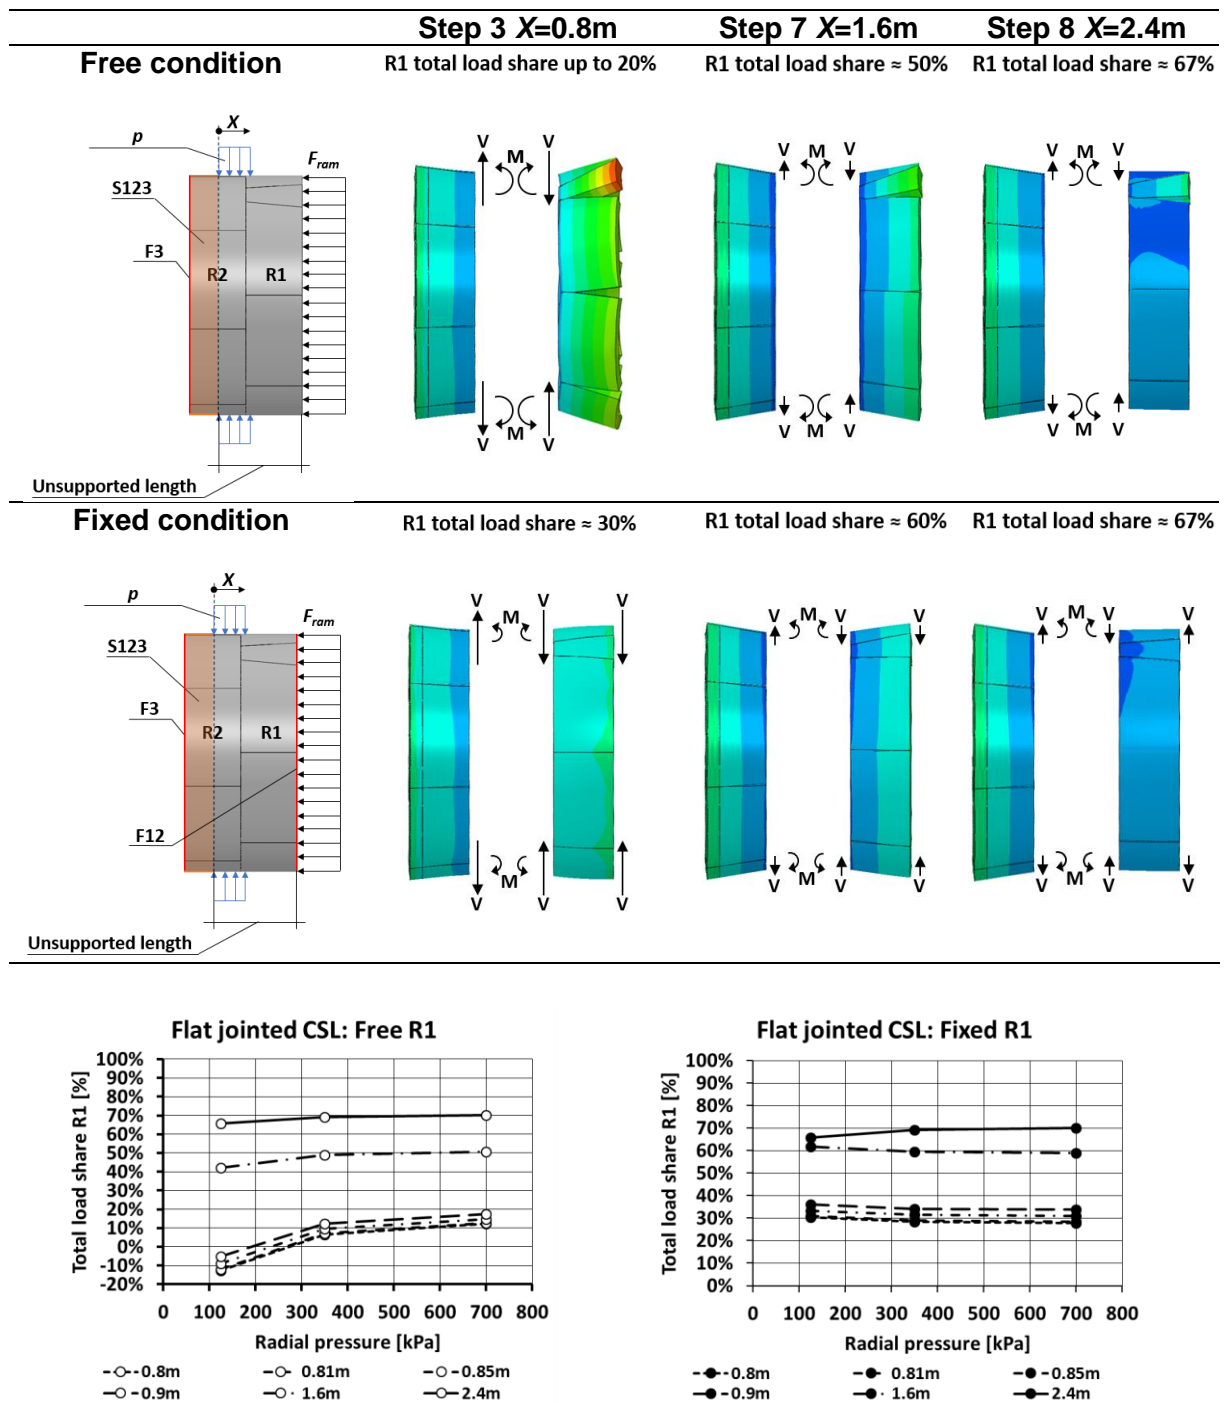 Step 3 X=0.8m
Step 7 X=1.6m
Step 8 X=2.4m
Free condition
R1 total load share up to 20%
R1 total load share ≈ 50%
R1 total load share ≈ 67%
X
p
F_ram
S123
F3
R2
R1
Unsupported length
V
M
V
V
M
V
V
M
V
V
M
V
V
M
V
V
M
V
Fixed condition
R1 total load share ≈ 30%
R1 total load share ≈ 60%
R1 total load share ≈ 67%
X
p
F_ram
S123
F3
R2
R1
F12
Unsupported length
V
M
V
V
V
M
V
V
V
M
V
V
V
M
V
V
V
M
V
V
V
M
V
V
Flat jointed CSL: Free R1
Total load share R1 [%]
100%
90%
80%
70%
60%
50%
40%
30%
20%
10%
0%
-10%
-20%
0 100 200 300 400 500 600 700 800
Radial pressure [kPa]
0.8m
0.81m
0.85m
0.9m
1.6m
2.4m
Flat jointed CSL: Fixed R1
Total load share R1 [%]
100%
90%
80%
70%
60%
50%
40%
30%
20%
10%
0%
0 100 200 300 400 500 600 700 800
Radial pressure [kPa]
0.8m
0.81m
0.85m
0.9m
1.6m
2.4m